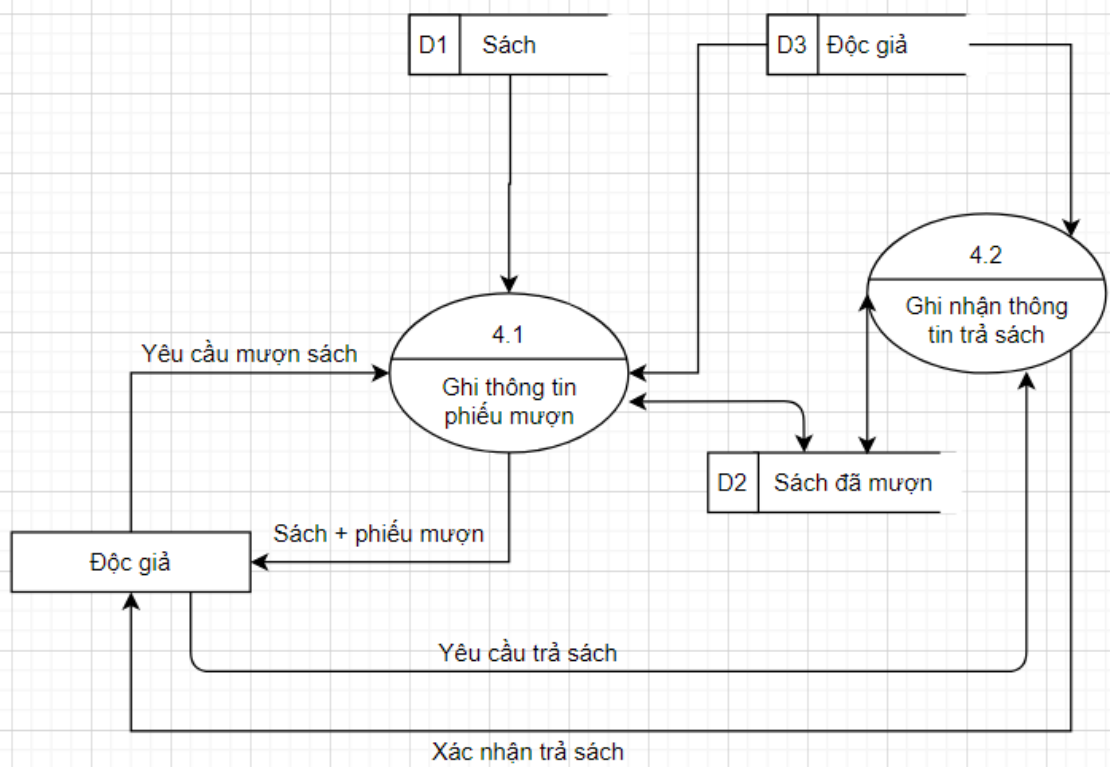 D1 Sách
D3 Độc giả
4.2
Ghi nhận thông
tin trả sách
4.1
Ghi thông tin
phiếu mượn
Yêu cầu mượn sách
D2 Sách đã mượn
Sách + phiếu mượn
Độc giả
Yêu cầu trả sách
Xác nhận trả sách